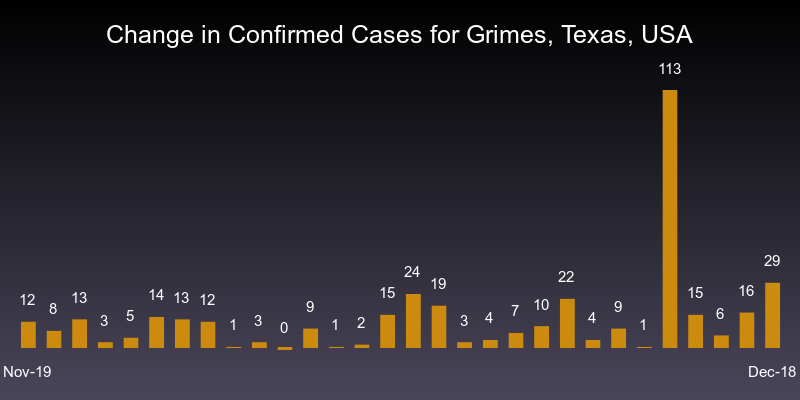 Change in Confirmed Cases for Grimes, Texas, USA
113
12 8 13 3 5 14 13 12 1 3 0 9 1 2 15 24 19 3 4 7 10 22 4 9 1 15 6 16 29
Nov-19 Dec-18